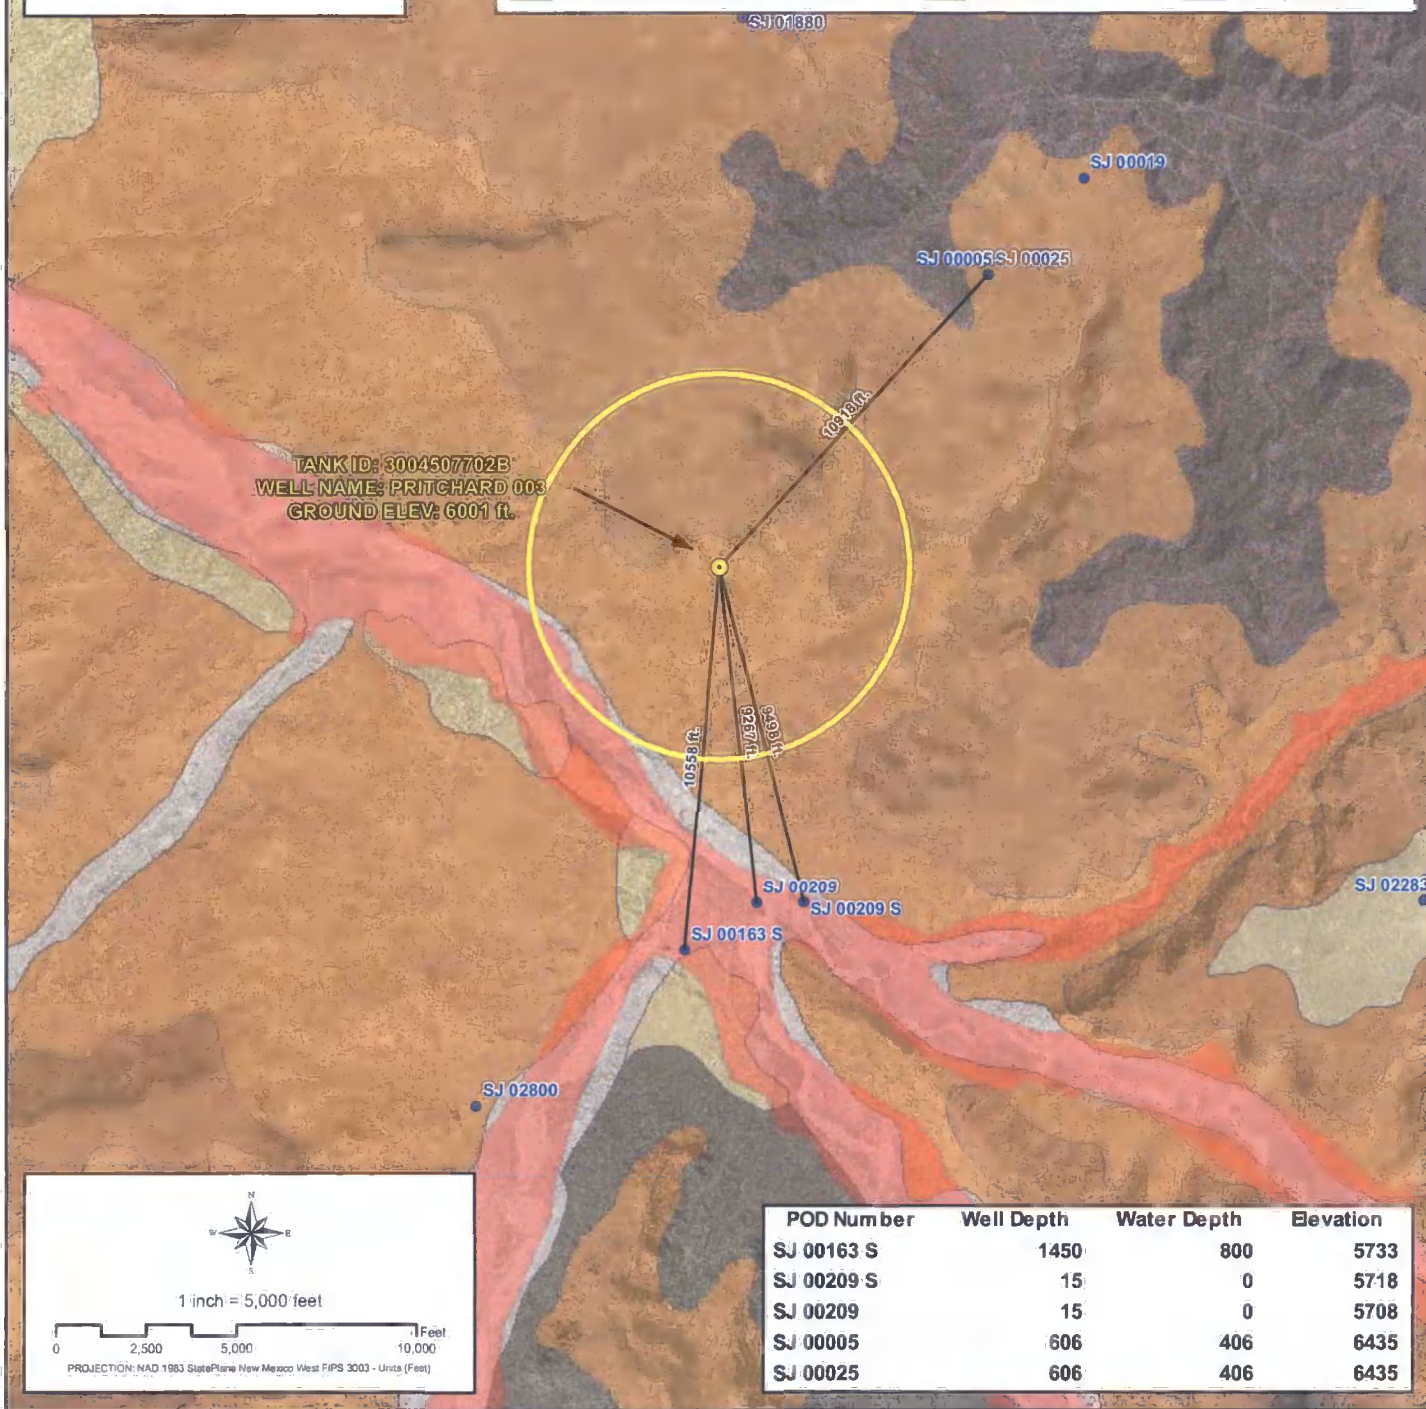 SJ 01880
SJ 00019
SJ 00005 SJ 00025
10918 ft.
TANK ID: 3004507702B
WELL NAME: PRITCHARD 003
GROUND ELEV: 6001 ft.
10558 ft.
9267 ft.
9498 ft.
SJ 00209
SJ 00209 S
SJ 02283
SJ 00163 S
SJ 02800
N
W E
S
1 inch = 5,000 feet
Feet
0 2,500 5,000 10,000
PROJECTION: NAD 1983 StatePlane New Mexico West FIPS 3003 - Units (Feet)
POD Number Well Depth Water Depth Elevation
SJ 00163 S 1450 800 5733
SJ 00209 S 15 0 5718
SJ 00209 15 0 5708
SJ 00005 606 406 6435
SJ 00025 606 406 6435